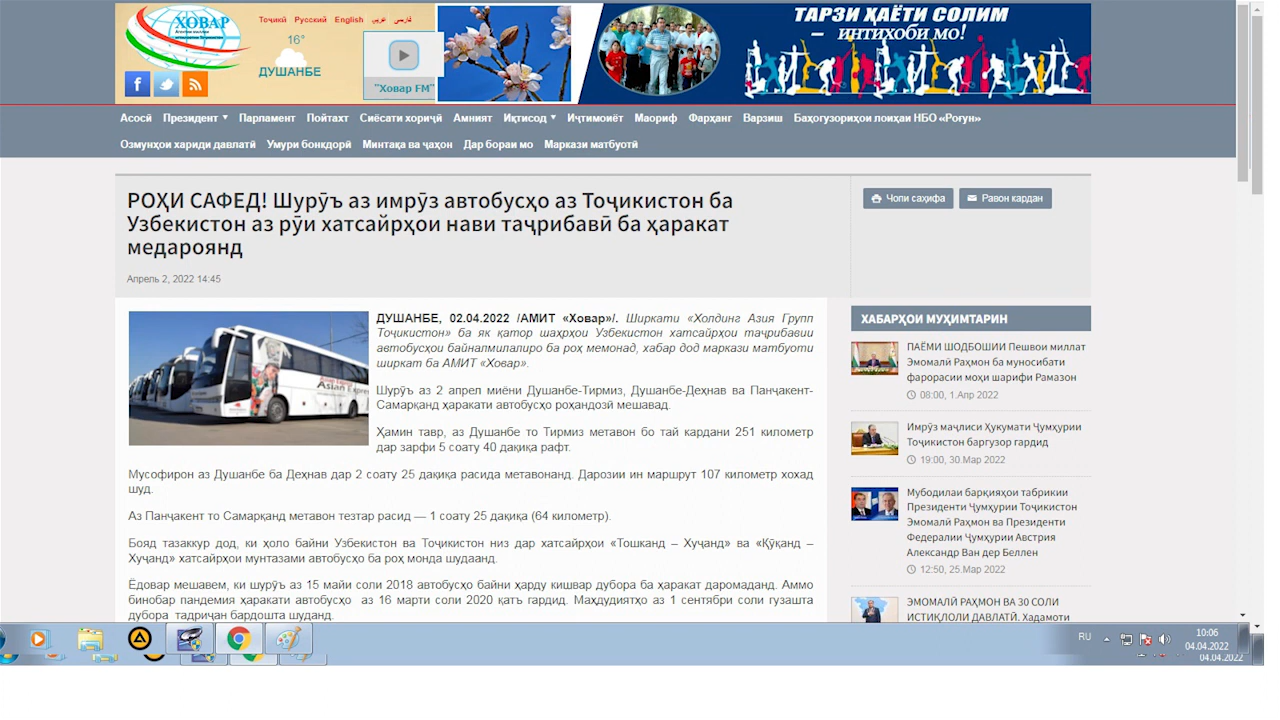 ХОВАР
Тоҷикӣ Русский English عربي فارسی
16°
ДУШАНБЕ
"Ховар FM"
ТАРЗИ ҲАЁТИ СОЛИМ
– ИНТИХОБИ МО!
Асосӣ Президент Парламент Пойтахт Сиёсати хориҷӣ Амният Иқтисод Иҷтимоиёт Маориф Фарҳанг Варзиш Баҳогузориҳои лоиҳаи НБО «Роғун»
Озмунҳои хариди давлатӣ Умури бонкдорӣ Минтақа ва ҷаҳон Дар бораи мо Маркази матбуотӣ
РОҲИ САФЕД! Шурӯъ аз имрӯз автобусҳо аз Тоҷикистон ба
Узбекистон аз рӯи хатсайрҳои нави таҷрибавӣ ба ҳаракат
медароянд
Апрель 2, 2022 14:45
Чопи саҳифа Равон кардан
ДУШАНБЕ, 02.04.2022 /АМИТ «Ховар»/. Ширкати «Холдинг Азия Групп
Тоҷикистон» ба як қатор шаҳрҳои Узбекистон хатсайрҳои таҷрибавии
автобусҳои байналмилалиро ба роҳ мемонад, хабар дод маркази матбуоти
ширкат ба АМИТ «Ховар».
Шурӯъ аз 2 апрел миёни Душанбе-Тирмиз, Душанбе-Деҳнав ва Панҷакент-
Самарқанд ҳаракати автобусҳо роҳандозӣ мешавад.
Ҳамин тавр, аз Душанбе то Тирмиз метавон бо тай кардани 251 километр
дар зарфи 5 соату 40 дақиқа рафт.
Мусофирон аз Душанбе ба Деҳнав дар 2 соату 25 дақиқа расида метавонанд. Дарозии ин маршрут 107 километр хохад
шуд.
Аз Панҷакент то Самарқанд метавон тезтар расид — 1 соату 25 дақиқа (64 километр).
Бояд тазаккур дод, ки ҳоло байни Узбекистон ва Тоҷикистон низ дар хатсайрҳои «Тошканд – Хуҷанд» ва «Қӯқанд –
Хуҷанд» хатсайрҳои мунтазами автобусҳо ба роҳ монда шудаанд.
Ёдовар мешавем, ки шурӯъ аз 15 майи соли 2018 автобусҳо байни ҳарду кишвар дубора ба ҳаракат даромаданд. Аммо
бинобар пандемия ҳаракати автобусҳо аз 16 марти соли 2020 қатъ гардид. Маҳдудиятҳо аз 1 сентябри соли гузашта
дубора тадриҷан бардошта шуданд.
ХАБАРҲОИ МУҲИМТАРИН
ПАЁМИ ШОДБОШИИ Пешвои миллат
Эмомалӣ Раҳмон ба муносибати
фарорасии моҳи шарифи Рамазон
08:00, 1.Апр 2022
Имрӯз маҷлиси Ҳукумати Ҷумҳурии
Тоҷикистон баргузор гардид
19:00, 30.Мар 2022
Мубодилаи барқияҳои табрикии
Президенти Ҷумҳурии Тоҷикистон
Эмомалӣ Раҳмон ва Президенти
Федералии Ҷумҳурии Австрия
Александр Ван дер Беллен
12:50, 25.Мар 2022
ЭМОМАЛӢ РАҲМОН ВА 30 СОЛИ
ИСТИҚЛОЛИ ДАВЛАТӢ. Хадамоти
RU
10:06
04.04.2022
04.04.2022